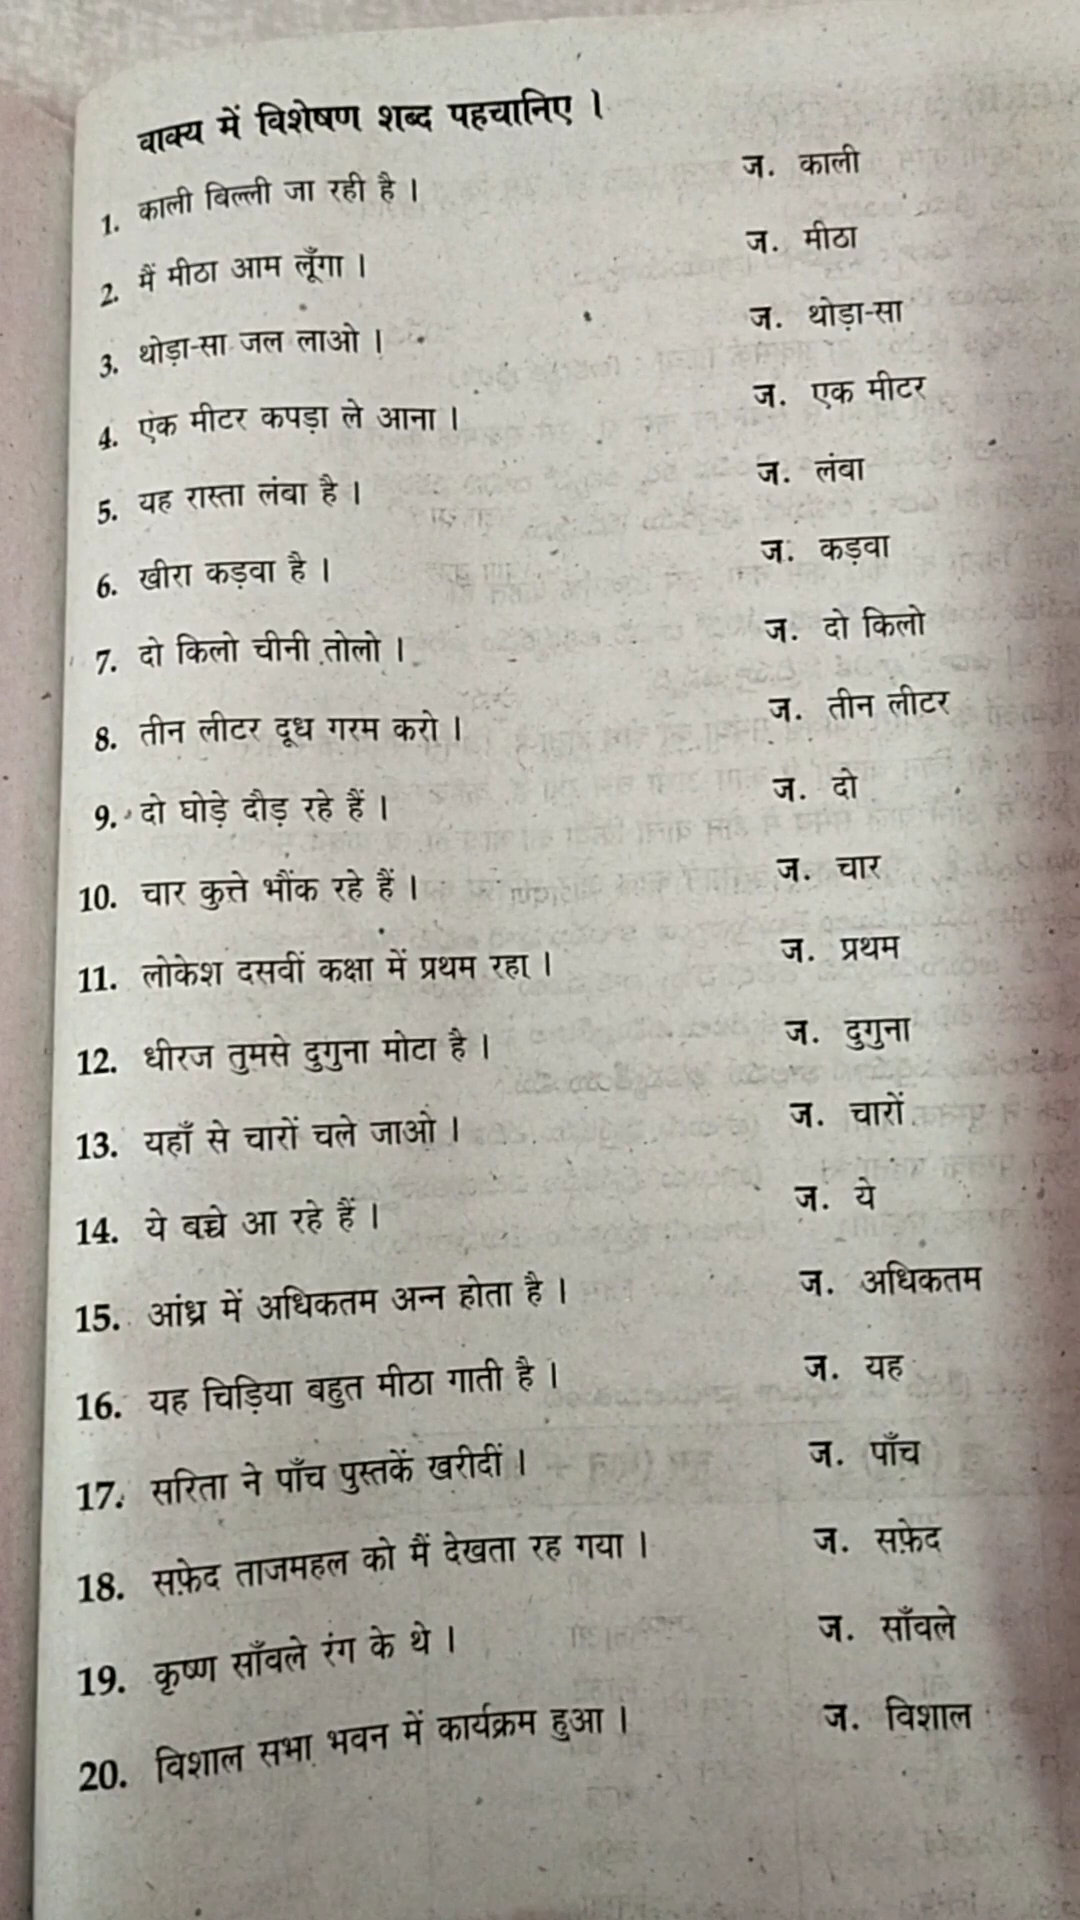 वाक्य में विशेषण शब्द पहचानिए ।
1. काली बिल्ली जा रही है । ज. काली
2. मैं मीठा आम लूँगा । ज. मीठा
3. थोड़ा-सा जल लाओ । ज. थोड़ा-सा
4. एक मीटर कपड़ा ले आना । ज. एक मीटर
5. यह रास्ता लंबा है । ज. लंबा
6. खीरा कड़वा है । ज. कड़वा
7. दो किलो चीनी तोलो । ज. दो किलो
8. तीन लीटर दूध गरम करो । ज. तीन लीटर
9. दो घोड़े दौड़ रहे हैं । ज. दो
10. चार कुत्ते भौंक रहे हैं । ज. चार
11. लोकेश दसवीं कक्षा में प्रथम रहा । ज. प्रथम
12. धीरज तुमसे दुगुना मोटा है । ज. दुगुना
13. यहाँ से चारों चले जाओ । ज. चारों
14. ये बच्चे आ रहे हैं । ज. ये
15. आंध्र में अधिकतम अन्न होता है । ज. अधिकतम
16. यह चिड़िया बहुत मीठा गाती है । ज. यह
17. सरिता ने पाँच पुस्तकें खरीदीं । ज. पाँच
18. सफ़ेद ताजमहल को मैं देखता रह गया । ज. सफ़ेद
19. कृष्ण साँवले रंग के थे । ज. साँवले
20. विशाल सभा भवन में कार्यक्रम हुआ । ज. विशाल